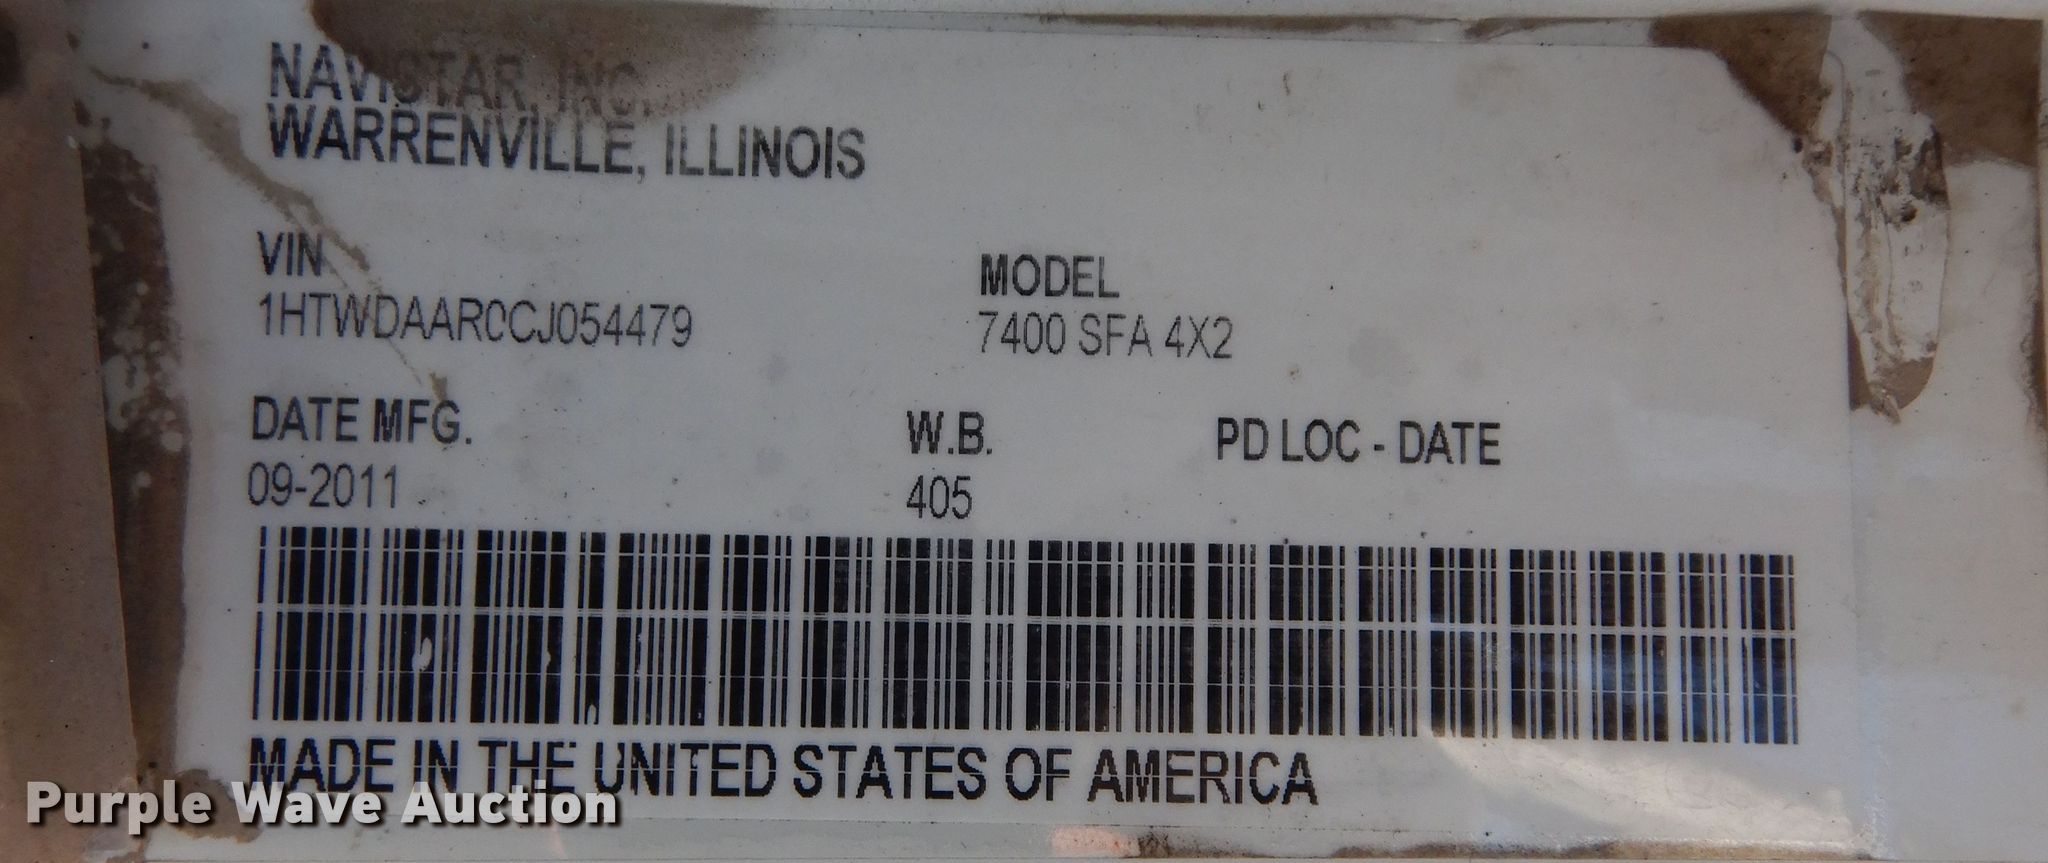 NAVISTAR, INC.
WARRENVILLE, ILLINOIS
VIN
1HTWDAAR0CJ054479
MODEL
7400 SFA 4X2
DATE MFG.
09-2011
W.B.
405
PD LOC - DATE
MADE IN THE UNITED STATES OF AMERICA
Purple Wave Auction